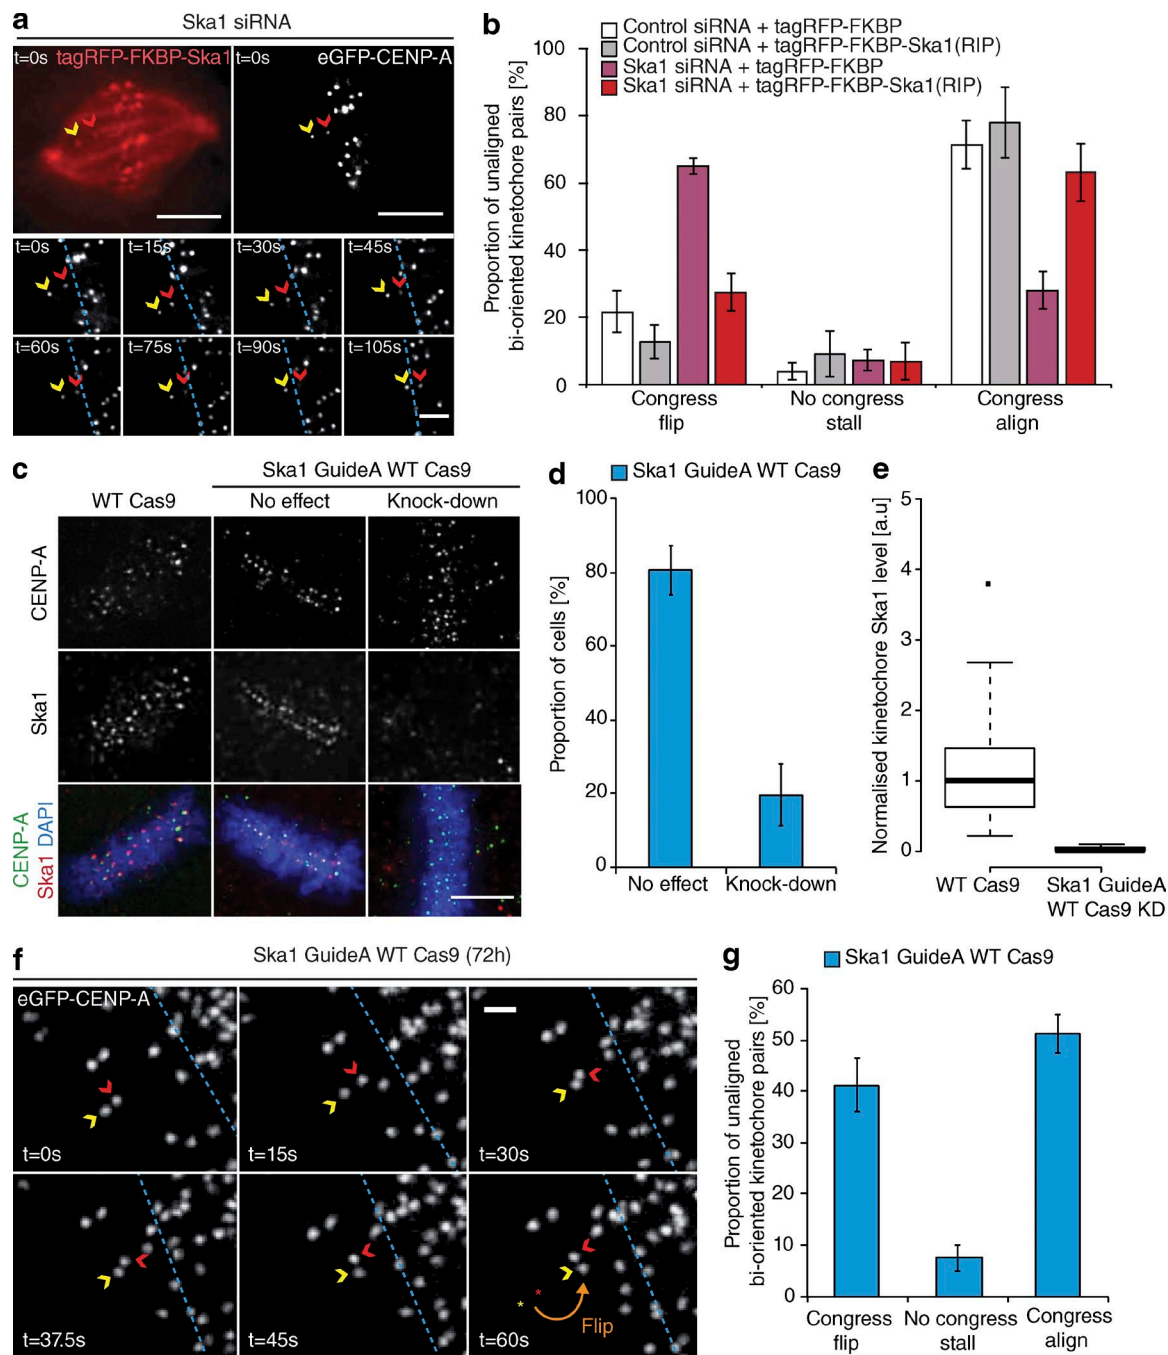 a
Ska1 siRNA
t=0s tagRFP-FKBP-Ska1
t=0s eGFP-CENP-A
t=0s
t=15s
t=30s
t=45s
t=60s
t=75s
t=90s
t=105s
b
Control siRNA + tagRFP-FKBP
Control siRNA + tagRFP-FKBP-Ska1(RIP)
Ska1 siRNA + tagRFP-FKBP
Ska1 siRNA + tagRFP-FKBP-Ska1(RIP)
Proportion of unaligned
bi-oriented kinetochore pairs [%]
100
80
60
40
20
0
Congress
flip
No congress
stall
Congress
align
c
Ska1 GuideA WT Cas9
WT Cas9
No effect
Knock-down
CENP-A
Ska1
CENP-A
Ska1 DAPI
d
Ska1 GuideA WT Cas9
Proportion of cells [%]
100
80
60
40
20
0
No effect
Knock-down
e
Normalised kinetochore Ska1 level [a.u]
5
4
3
2
1
0
WT Cas9
Ska1 GuideA
WT Cas9 KD
f
Ska1 GuideA WT Cas9 (72h)
eGFP-CENP-A
t=0s
t=15s
t=30s
t=37.5s
t=45s
t=60s
* *
Flip
g
Ska1 GuideA WT Cas9
Proportion of unaligned
bi-oriented kinetochore pairs [%]
60
50
40
30
20
10
0
Congress
flip
No congress
stall
Congress
align